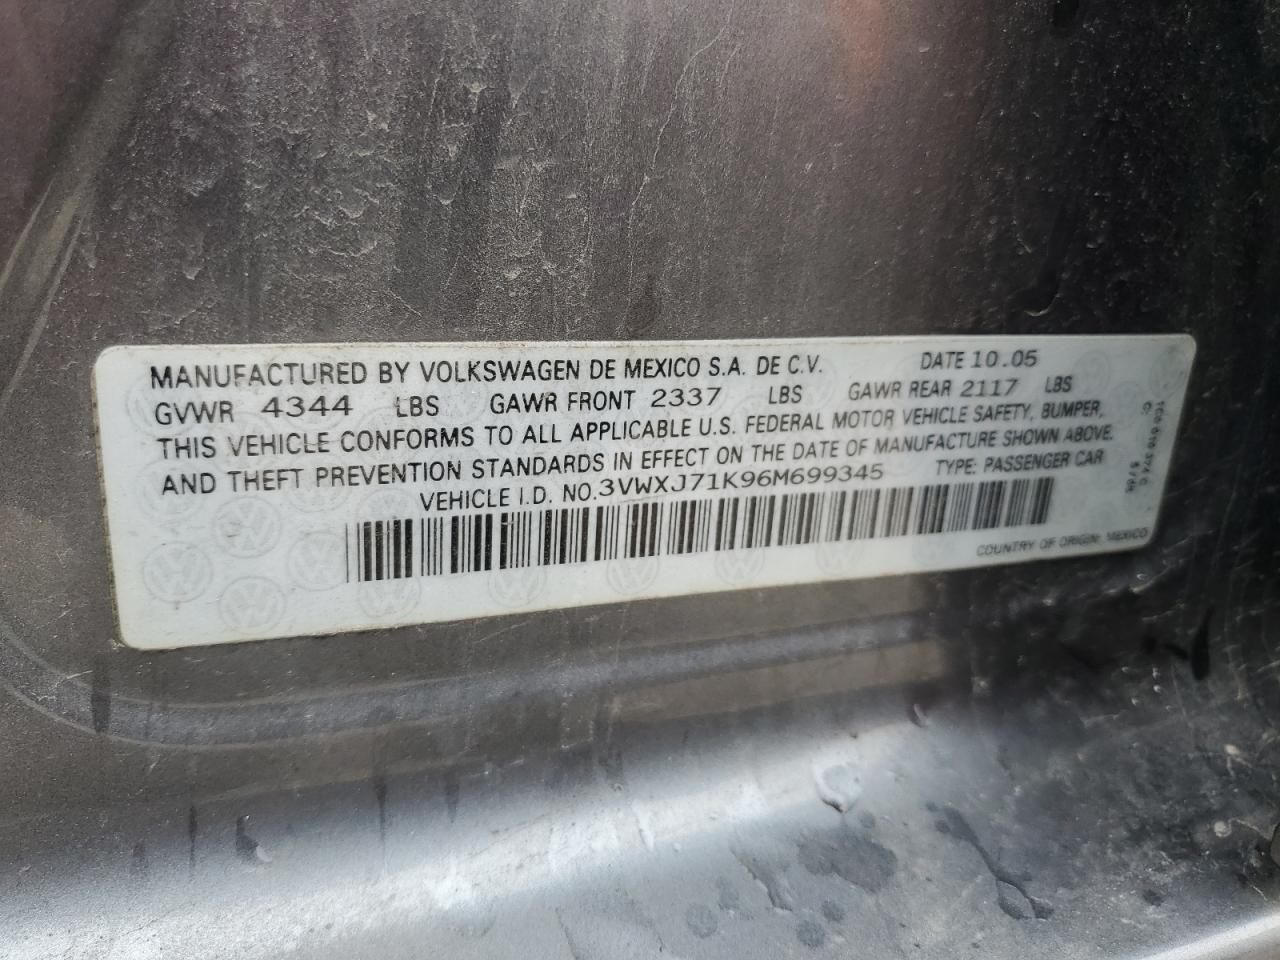 MANUFACTURED BY VOLKSWAGEN DE MEXICO S.A. DE C.V. DATE 10.05
GVWR 4344 LBS GAWR FRONT 2337 LBS GAWR REAR 2117 LBS
THIS VEHICLE CONFORMS TO ALL APPLICABLE U.S. FEDERAL MOTOR VEHICLE SAFETY, BUMPER,
AND THEFT PREVENTION STANDARDS IN EFFECT ON THE DATE OF MANUFACTURE SHOWN ABOVE.
VEHICLE I.D. NO.3VWXJ71K96M699345 TYPE: PASSENGER CAR
COUNTRY OF ORIGIN: MEXICO